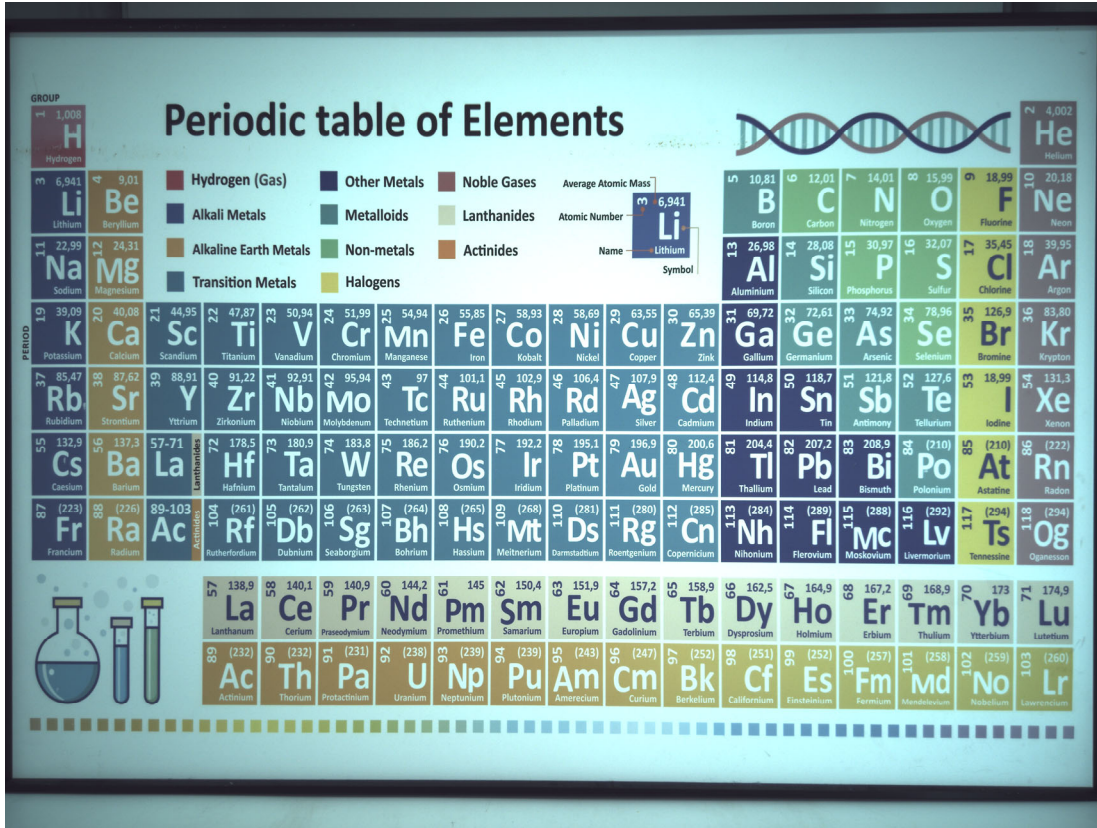 GROUP
Periodic table of Elements
1 1,008 H Hydrogen
2 4,002 He Helium
Hydrogen (Gas) Other Metals Noble Gases
Alkali Metals Metalloids Lanthanides
Alkaline Earth Metals Non-metals Actinides
Transition Metals Halogens
Average Atomic Mass
Atomic Number
3 6,941
Li
Name Lithium
Symbol
3 6,941 Li Lithium
4 9,01 Be Beryllium
5 10,81 B Boron
6 12,01 C Carbon
7 14,01 N Nitrogen
8 15,99 O Oxygen
9 18,99 F Fluorine
10 20,18 Ne Neon
11 22,99 Na Sodium
12 24,31 Mg Magnesium
13 26,98 Al Aluminium
14 28,08 Si Silicon
15 30,97 P Phosphorus
16 32,07 S Sulfur
17 35,45 Cl Chlorine
18 39,95 Ar Argon
PERIOD
19 39,09 K Potassium
20 40,08 Ca Calcium
21 44,95 Sc Scandium
22 47,87 Ti Titanium
23 50,94 V Vanadium
24 51,99 Cr Chromium
25 54,94 Mn Manganese
26 55,85 Fe Iron
27 58,93 Co Kobalt
28 58,69 Ni Nickel
29 63,55 Cu Copper
30 65,39 Zn Zink
31 69,72 Ga Gallium
32 72,61 Ge Germanium
33 74,92 As Arsenic
34 78,96 Se Selenium
35 126,9 Br Bromine
36 83,80 Kr Krypton
37 85,47 Rb Rubidium
38 87,62 Sr Strontium
39 88,91 Y Yttrium
40 91,22 Zr Zirkonium
41 92,91 Nb Niobium
42 95,94 Mo Molybdenum
43 97 Tc Technetium
44 101,1 Ru Ruthenium
45 102,9 Rh Rhodium
46 106,4 Rd Palladium
47 107,9 Ag Silver
48 112,4 Cd Cadmium
49 114,8 In Indium
50 118,7 Sn Tin
51 121,8 Sb Antimony
52 127,6 Te Tellurium
53 18,99 I Iodine
54 131,3 Xe Xenon
55 132,9 Cs Caesium
56 137,3 Ba Barium
57-71 La Lanthanides
72 178,5 Hf Hafnium
73 180,9 Ta Tantalum
74 183,8 W Tungsten
75 186,2 Re Rhenium
76 190,2 Os Osmium
77 192,2 Ir Iridium
78 195,1 Pt Platinum
79 196,9 Au Gold
80 200,6 Hg Mercury
81 204,4 Tl Thallium
82 207,2 Pb Lead
83 208,9 Bi Bismuth
84 (210) Po Polonium
85 (210) At Astatine
86 (222) Rn Radon
87 (223) Fr Francium
88 (226) Ra Radium
89-103 Ac Actinides
104 (261) Rf Rutherfordium
105 (262) Db Dubnium
106 (263) Sg Seaborgium
107 (264) Bh Bohrium
108 (265) Hs Hassium
109 (268) Mt Meitnerium
110 (281) Ds Darmstadtium
111 (280) Rg Roentgenium
112 (285) Cn Copernicium
113 (284) Nh Nihonium
114 (289) Fl Flerovium
115 (288) Mc Moskovium
116 (292) Lv Livermorium
117 (294) Ts Tennessine
118 (294) Og Oganesson
57 138,9 La Lanthanum
58 140,1 Ce Cerium
59 140,9 Pr Praseodymium
60 144,2 Nd Neodymium
61 145 Pm Promethium
62 150,4 Sm Samarium
63 151,9 Eu Europium
64 157,2 Gd Gadolinium
65 158,9 Tb Terbium
66 162,5 Dy Dysprosium
67 164,9 Ho Holmium
68 167,2 Er Erbium
69 168,9 Tm Thulium
70 173 Yb Ytterbium
71 174,9 Lu Lutetium
89 (232) Ac Actinium
90 (232) Th Thorium
91 (231) Pa Protactinium
92 (238) U Uranium
93 (239) Np Neptunium
94 (239) Pu Plutonium
95 (243) Am Amerecium
96 (247) Cm Curium
97 (252) Bk Berkelium
98 (251) Cf Californium
99 (252) Es Einsteinium
100 (257) Fm Fermium
101 (258) Md Mendelevium
102 (259) No Nobelium
103 (260) Lr Lawrencium